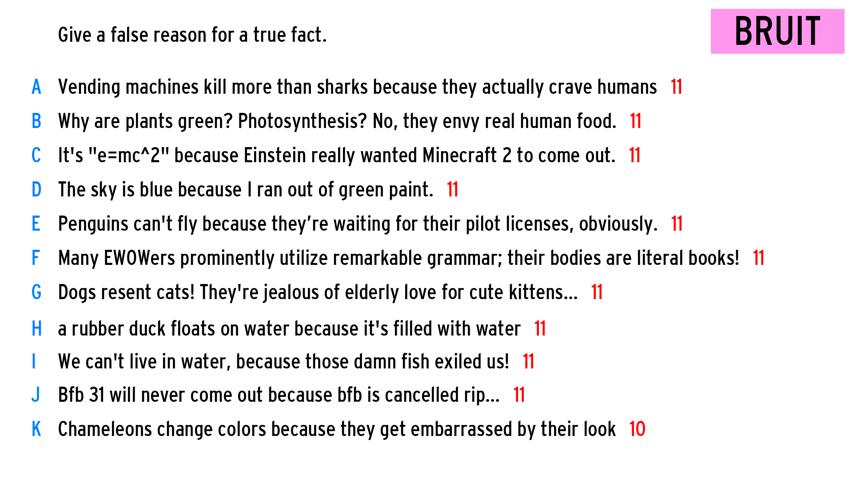 Give a false reason for a true fact.
BRUIT
A Vending machines kill more than sharks because they actually crave humans 11
B Why are plants green? Photosynthesis? No, they envy real human food. 11
C It's "e=mc^2" because Einstein really wanted Minecraft 2 to come out. 11
D The sky is blue because I ran out of green paint. 11
E Penguins can't fly because they’re waiting for their pilot licenses, obviously. 11
F Many EWOWers prominently utilize remarkable grammar; their bodies are literal books! 11
G Dogs resent cats! They're jealous of elderly love for cute kittens... 11
H a rubber duck floats on water because it's filled with water 11
I We can't live in water, because those damn fish exiled us! 11
J Bfb 31 will never come out because bfb is cancelled rip... 11
K Chameleons change colors because they get embarrassed by their look 10